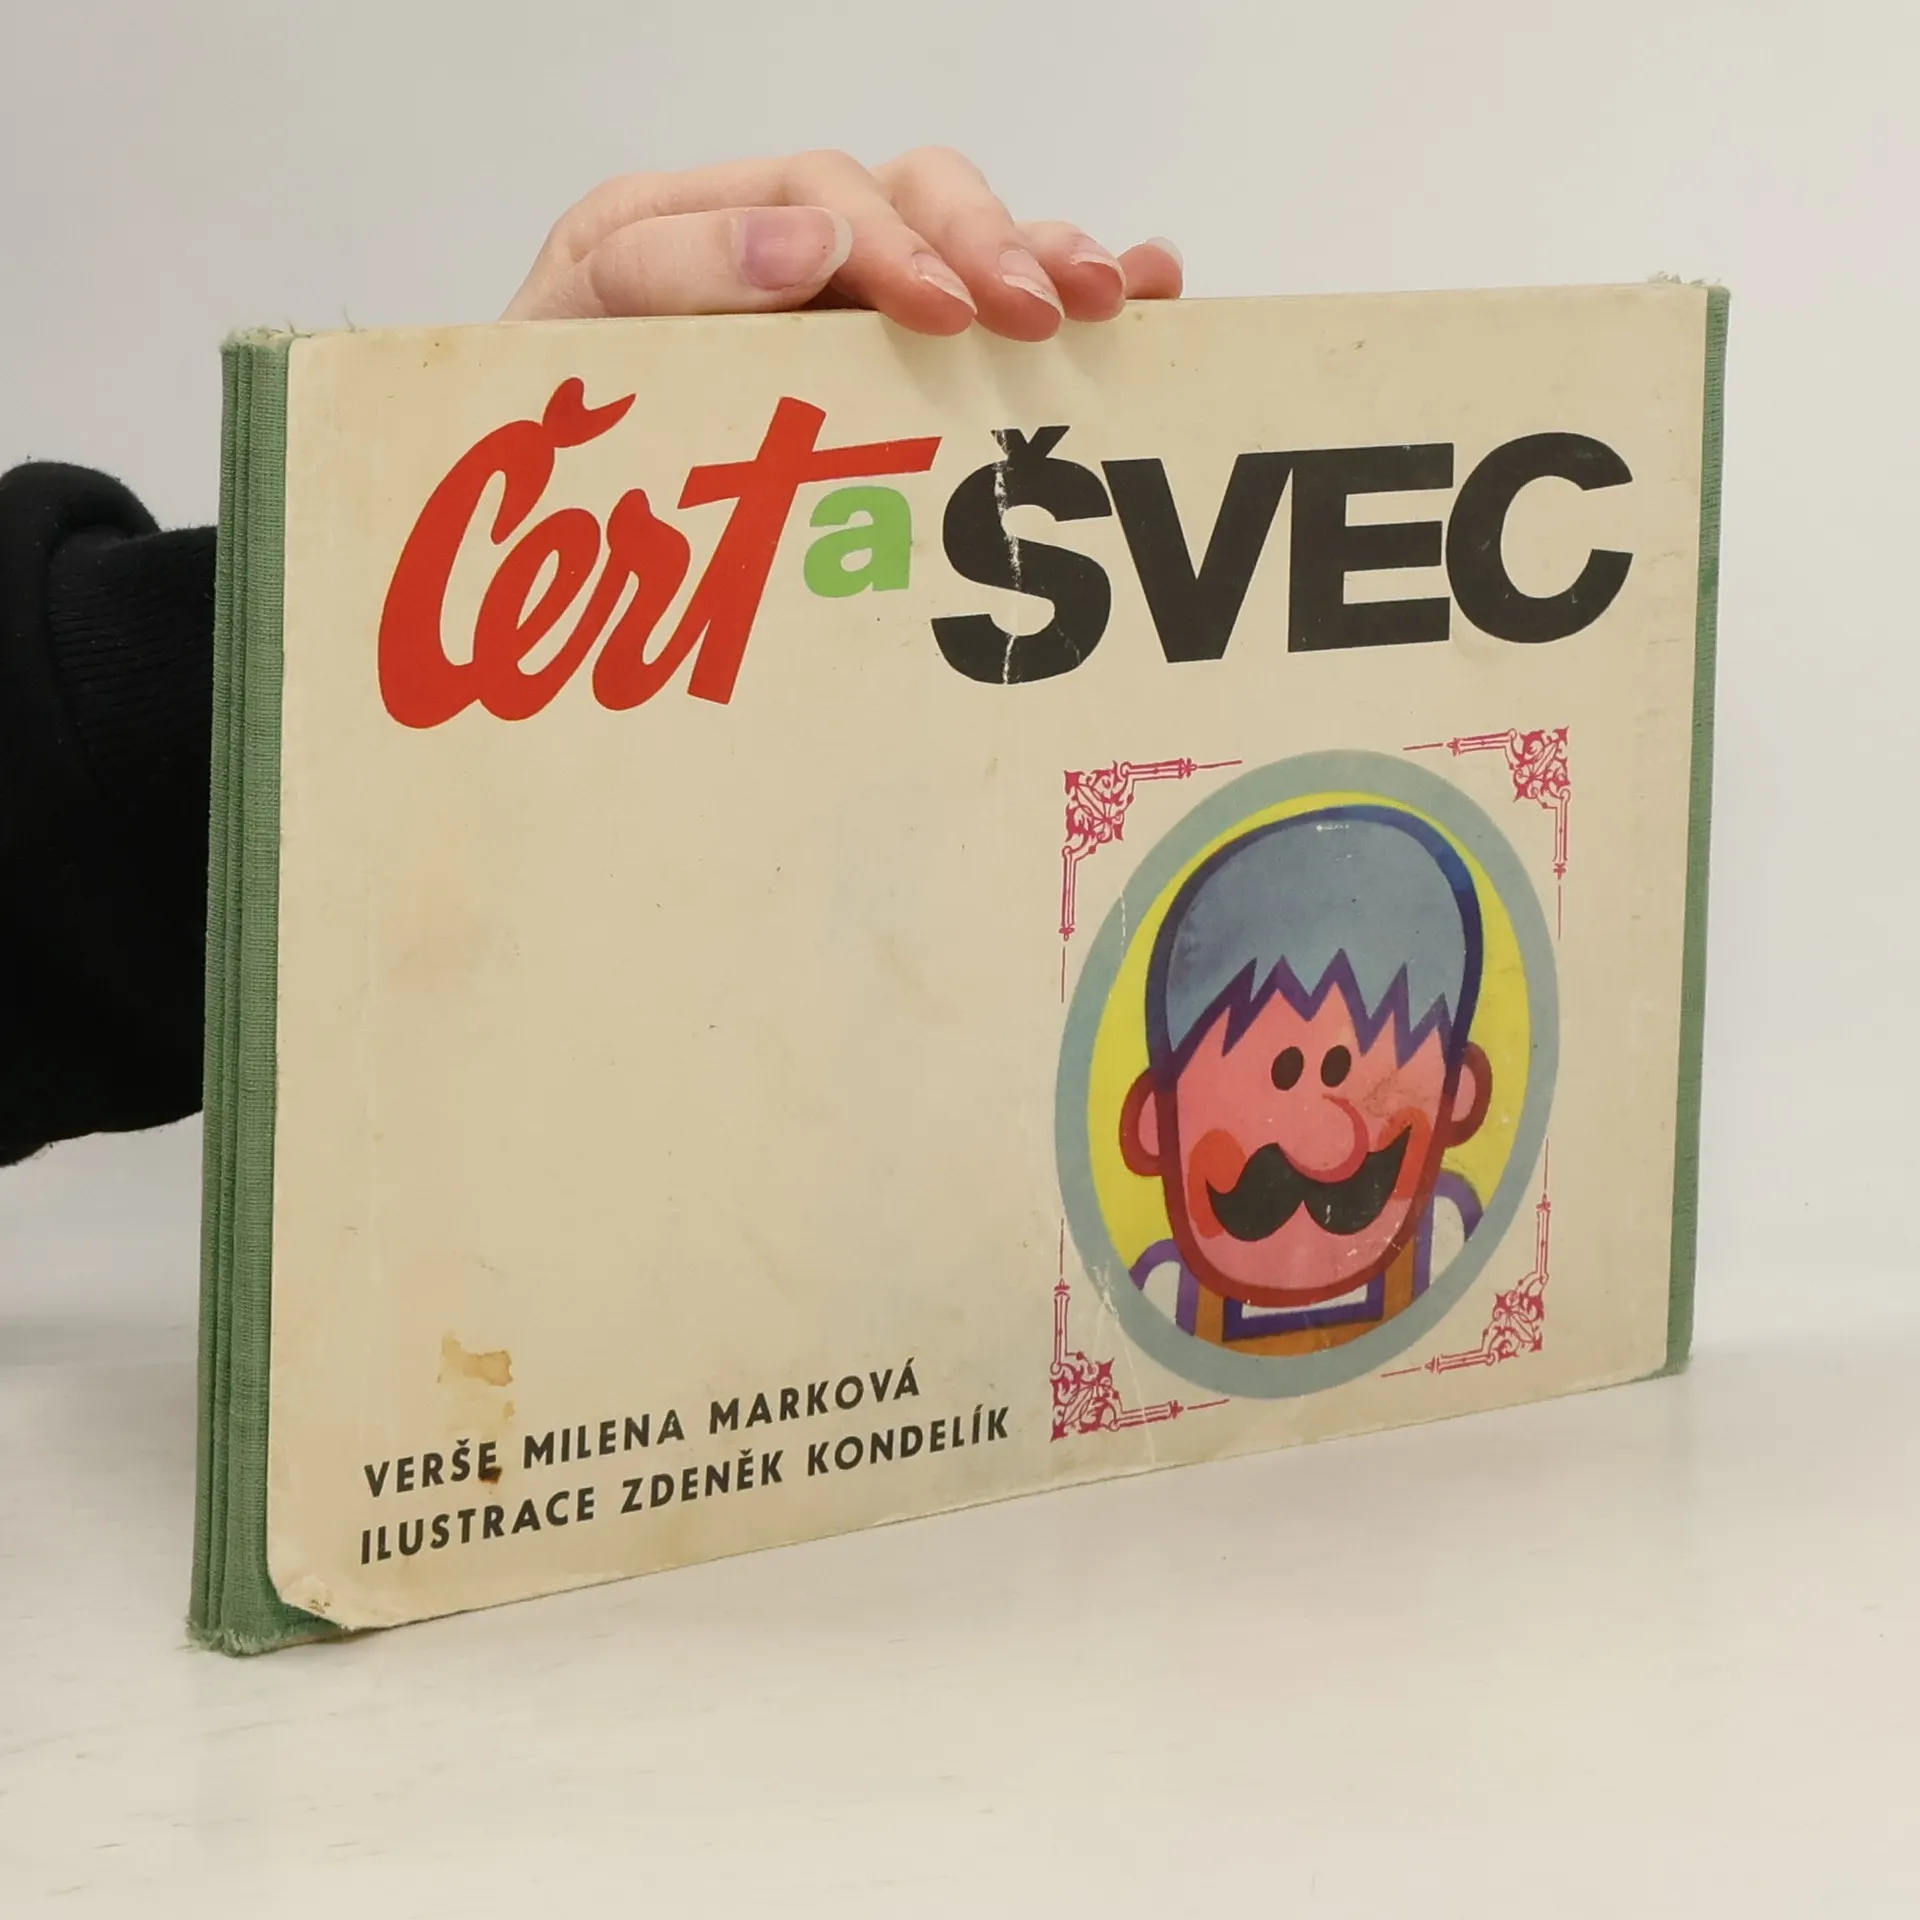 Čert a ŠVEC
VERŠE MILENA MARKOVÁ
ILUSTRACE ZDENĚK KONDELÍK